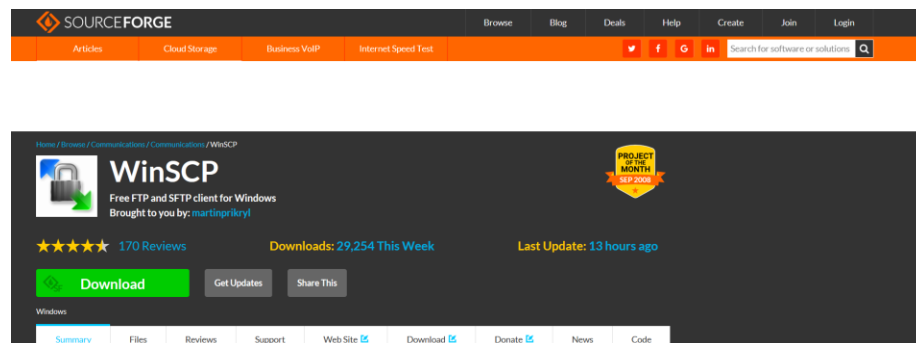 SOURCEFORGE
Browse Blog Deals Help Create Join Login
Articles Cloud Storage Business VoIP Internet Speed Test
in Search for software or solutions
Home / Browse / Communications / Communications / WinSCP
WinSCP
Free FTP and SFTP client for Windows
Brought to you by: martinprikryl
PROJECT
OF THE
MONTH
SEP 2008
170 Reviews Downloads: 29,254 This Week Last Update: 13 hours ago
Download Get Updates Share This
Windows
Summary Files Reviews Support Web Site Download Donate News Code